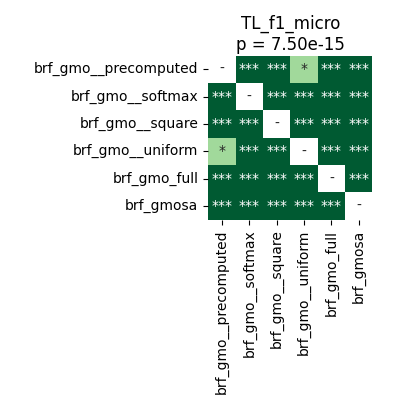 TL_f1_micro
p = 7.50e-15
brf_gmo__precomputed - *** *** * *** ***
brf_gmo__softmax *** - *** *** *** ***
brf_gmo__square *** *** - *** *** ***
brf_gmo__uniform * *** *** - *** ***
brf_gmo_full *** *** *** *** - ***
brf_gmosa *** *** *** *** *** -
brf_gmo__precomputed
brf_gmo__softmax
brf_gmo__square
brf_gmo__uniform
brf_gmo_full
brf_gmosa